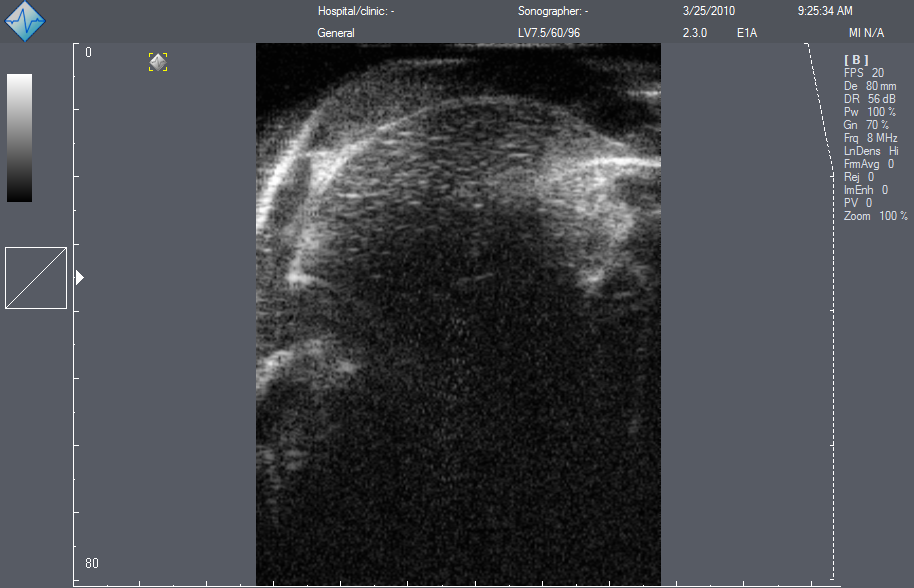 Hospital/clinic: - Sonographer: - 3/25/2010 9:25:34 AM
General LV7.5/60/96 2.3.0 E1A MI N/A
0
[ B ]
FPS 20
De 80 mm
DR 56 dB
Pw 100 %
Gn 70 %
Frq 8 MHz
LnDens Hi
FrmAvg 0
Rej 0
ImEnh 0
PV 0
Zoom 100 %
80